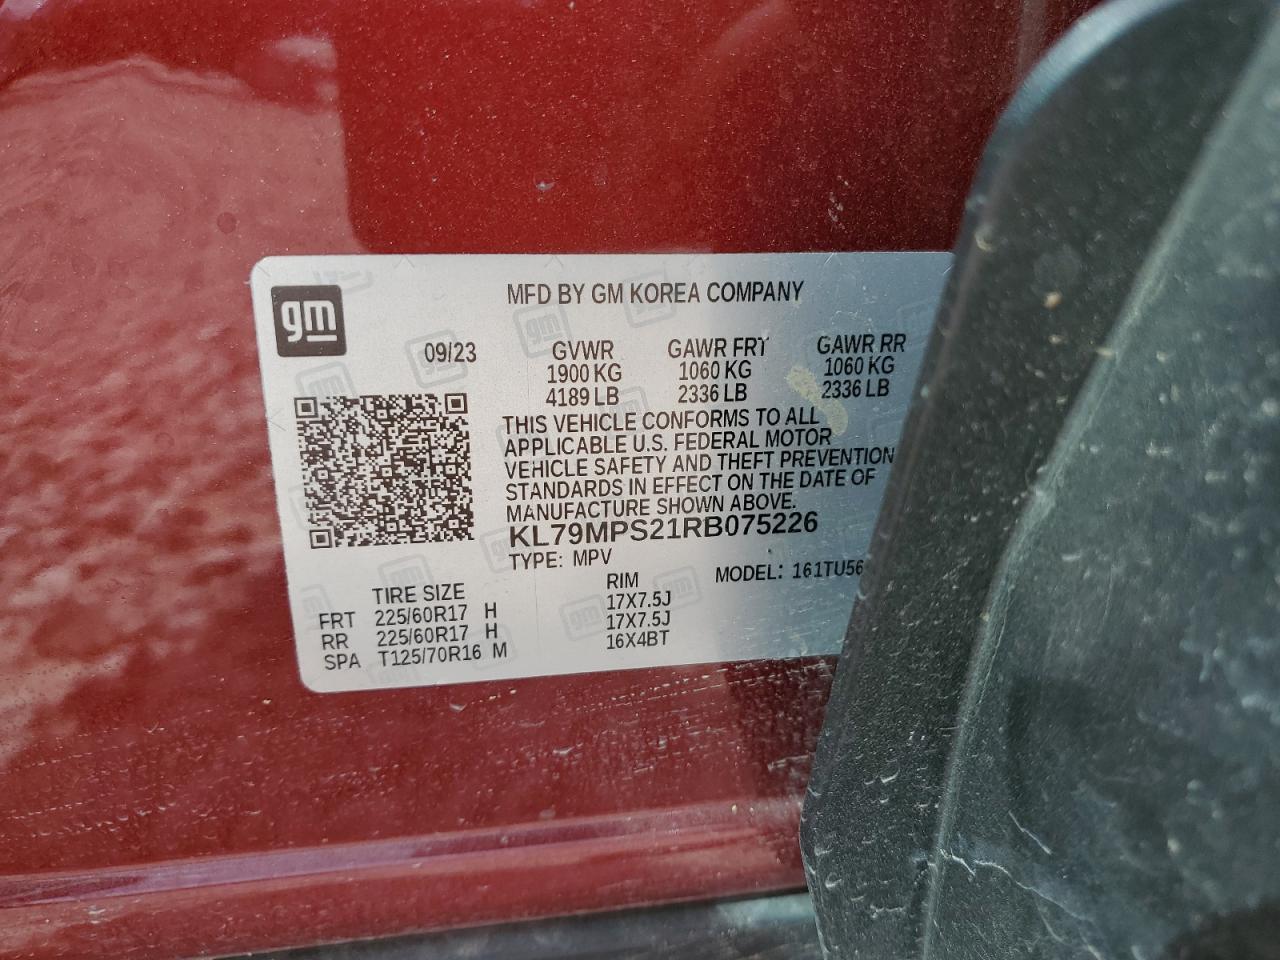 gm
MFD BY GM KOREA COMPANY
09/23 GVWR GAWR FRT GAWR RR
1900 KG 1060 KG 1060 KG
4189 LB 2336 LB 2336 LB
THIS VEHICLE CONFORMS TO ALL
APPLICABLE U.S. FEDERAL MOTOR
VEHICLE SAFETY AND THEFT PREVENTION
STANDARDS IN EFFECT ON THE DATE OF
MANUFACTURE SHOWN ABOVE.
KL79MPS21RB075226
TYPE: MPV MODEL: 161TU56
TIRE SIZE RIM
FRT 225/60R17 H 17X7.5J
RR 225/60R17 H 17X7.5J
SPA T125/70R16 M 16X4BT